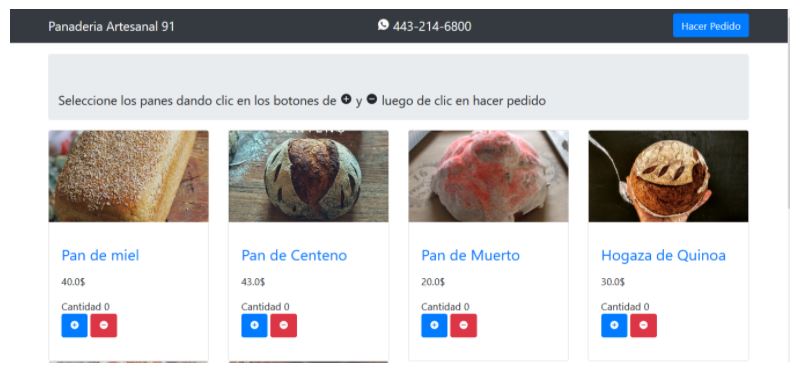 Panaderia Artesanal 91
443-214-6800
Hacer Pedido
Seleccione los panes dando clic en los botones de y luego de clic en hacer pedido
Pan de miel
40.0$
Cantidad 0
Pan de Centeno
43.0$
Cantidad 0
Pan de Muerto
20.0$
Cantidad 0
Hogaza de Quinoa
30.0$
Cantidad 0